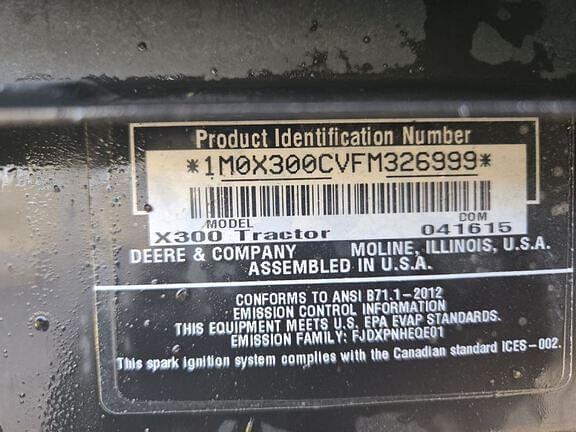 Product Identification Number
*1M0X300CVFM326999*
MODEL DOM
X300 Tractor 041615
DEERE & COMPANY MOLINE, ILLINOIS, U.S.A.
ASSEMBLED IN U.S.A.
CONFORMS TO ANSI B71.1-2012
EMISSION CONTROL INFORMATION
THIS EQUIPMENT MEETS U.S. EPA EVAP STANDARDS.
EMISSION FAMILY: FJDXPNHEQE01
This spark ignition system complies with the Canadian standard ICES-002.